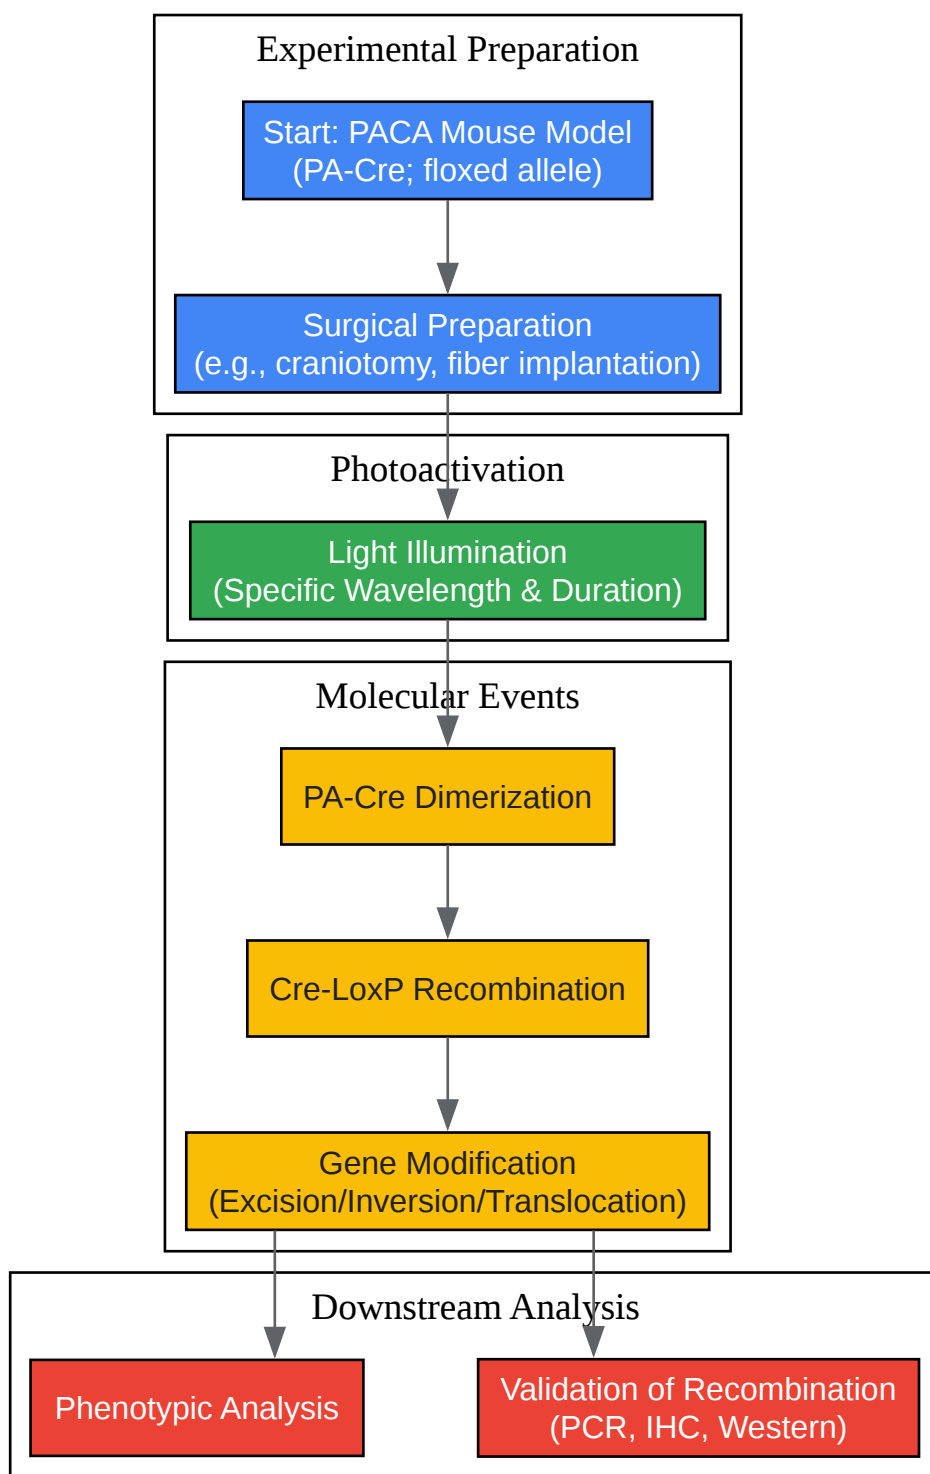 Experimental Preparation
Start: PACA Mouse Model
(PA-Cre; floxed allele)
Surgical Preparation
(e.g., craniotomy, fiber implantation)
Photoactivation
Light Illumination
(Specific Wavelength & Duration)
Molecular Events
PA-Cre Dimerization
Cre-LoxP Recombination
Gene Modification
(Excision/Inversion/Translocation)
Downstream Analysis
Phenotypic Analysis
Validation of Recombination
(PCR, IHC, Western)